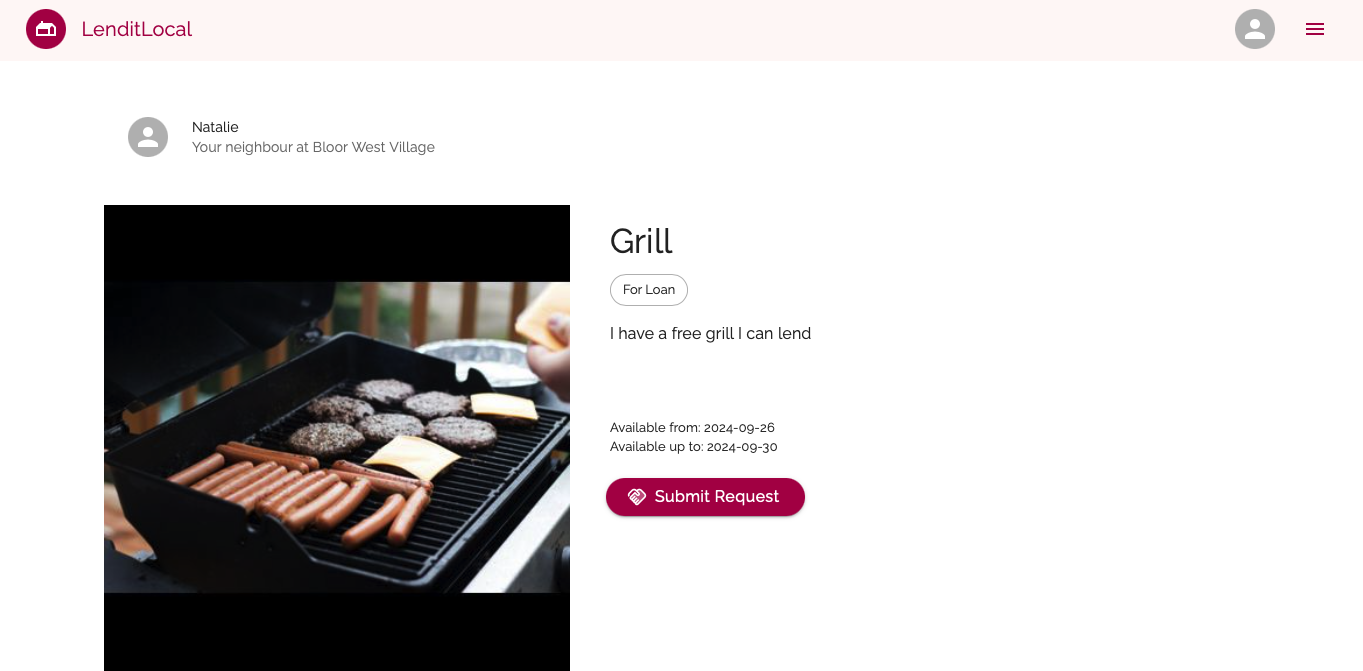 LenditLocal
Natalie
Your neighbour at Bloor West Village
Grill
For Loan
I have a free grill I can lend
Available from: 2024-09-26
Available up to: 2024-09-30
Submit Request